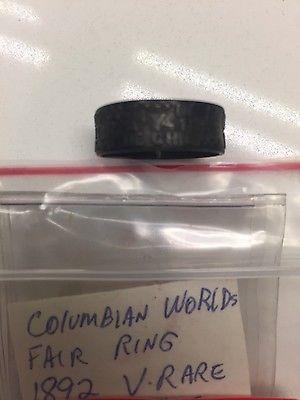 COlUMBIAN WORLDS
FAIR RING
1892 V.RARE